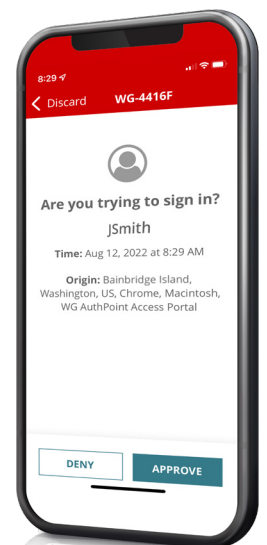 8:29
Discard WG-4416F
Are you trying to sign in?
JSmith
Time: Aug 12, 2022 at 8:29 AM
Origin: Bainbridge Island,
Washington, US, Chrome, Macintosh,
WG AuthPoint Access Portal
DENY APPROVE